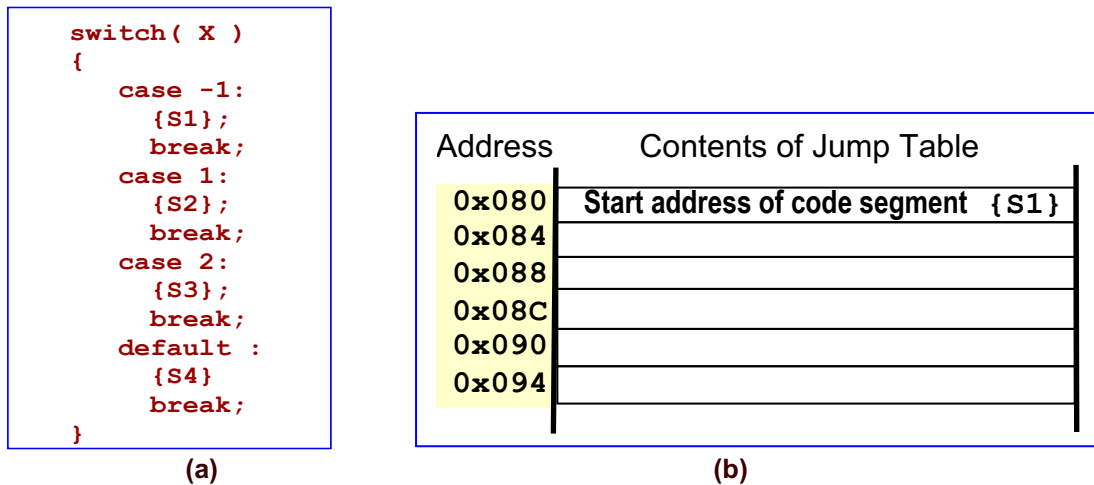 switch( X )
{
case -1:
{S1};
break;
case 1:
{S2};
break;
case 2:
{S3};
break;
default :
{S4}
break;
}
(a)
Address Contents of Jump Table
0x080 Start address of code segment {S1}
0x084
0x088
0x08C
0x090
0x094
(b)